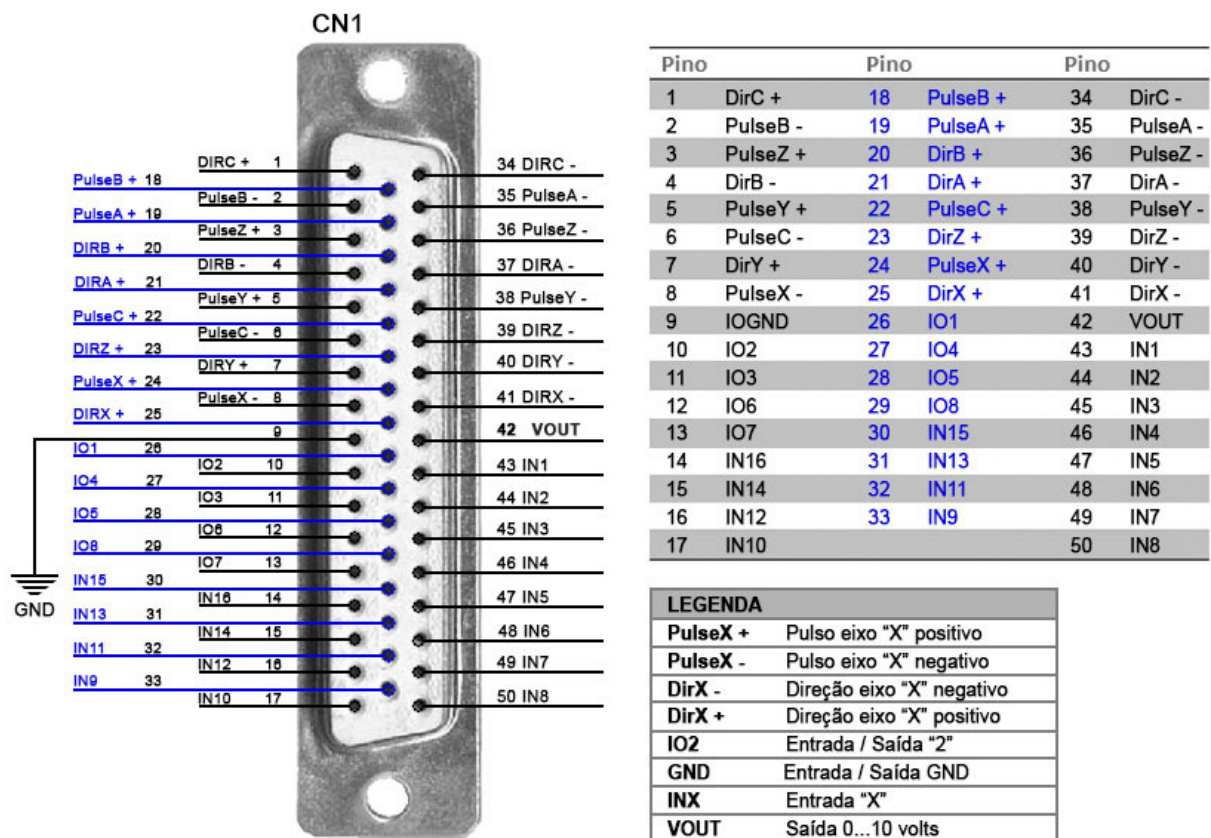 CN1
DIRC + 1
PulseB + 18
PulseB - 2
PulseA + 19
PulseZ + 3
DIRB + 20
DIRB - 4
DIRA + 21
PulseY + 5
PulseC + 22
PulseC - 6
DIRZ + 23
DIRY + 7
PulseX + 24
PulseX - 8
DIRX + 25
9
IO1 26
IO2 10
IO4 27
IO3 11
IO5 28
IO6 12
IO8 29
IO7 13
IN15 30
IN16 14
IN13 31
IN14 15
IN11 32
IN12 16
IN9 33
IN10 17
GND
34 DIRC -
35 PulseA -
36 PulseZ -
37 DIRA -
38 PulseY -
39 DIRZ -
40 DIRY -
41 DIRX -
42 VOUT
43 IN1
44 IN2
45 IN3
46 IN4
47 IN5
48 IN6
49 IN7
50 IN8
Pino Pino Pino
1 DirC + 18 PulseB + 34 DirC -
2 PulseB - 19 PulseA + 35 PulseA -
3 PulseZ + 20 DirB + 36 PulseZ -
4 DirB - 21 DirA + 37 DirA -
5 PulseY + 22 PulseC + 38 PulseY -
6 PulseC - 23 DirZ + 39 DirZ -
7 DirY + 24 PulseX + 40 DirY -
8 PulseX - 25 DirX + 41 DirX -
9 IOGND 26 IO1 42 VOUT
10 IO2 27 IO4 43 IN1
11 IO3 28 IO5 44 IN2
12 IO6 29 IO8 45 IN3
13 IO7 30 IN15 46 IN4
14 IN16 31 IN13 47 IN5
15 IN14 32 IN11 48 IN6
16 IN12 33 IN9 49 IN7
17 IN10 50 IN8
LEGENDA
PulseX + Pulso eixo “X” positivo
PulseX - Pulso eixo “X” negativo
DirX - Direção eixo “X” negativo
DirX + Direção eixo “X” positivo
IO2 Entrada / Saída “2”
GND Entrada / Saída GND
INX Entrada “X”
VOUT Saída 0...10 volts